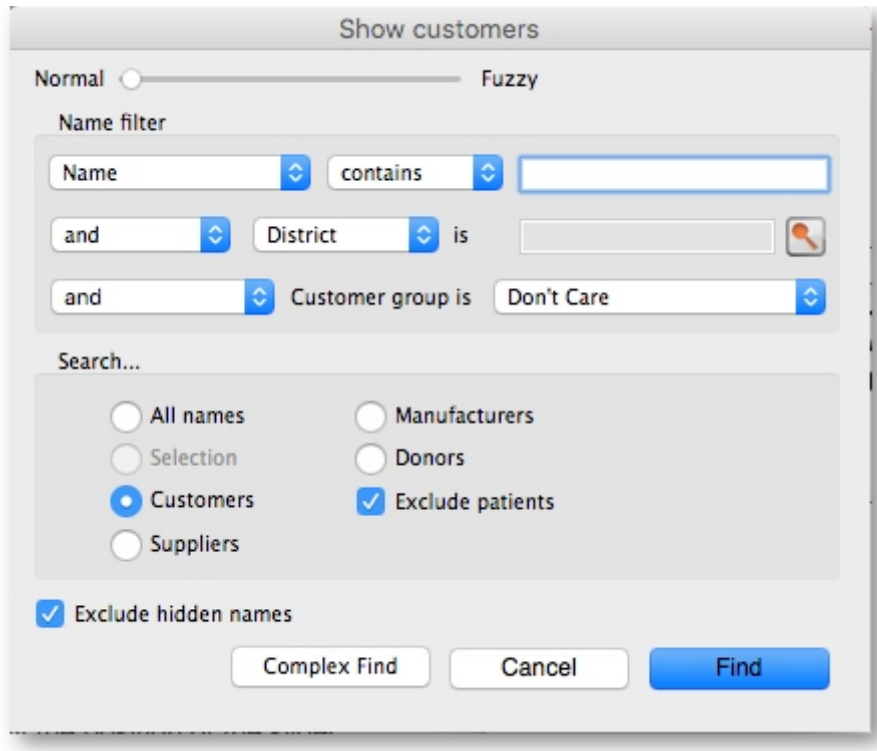 Show customers
Normal Fuzzy
Name filter
Name contains
and District is
and Customer group is Don't Care
Search...
All names Manufacturers
Selection Donors
Customers Exclude patients
Suppliers
Exclude hidden names
Complex Find Cancel Find